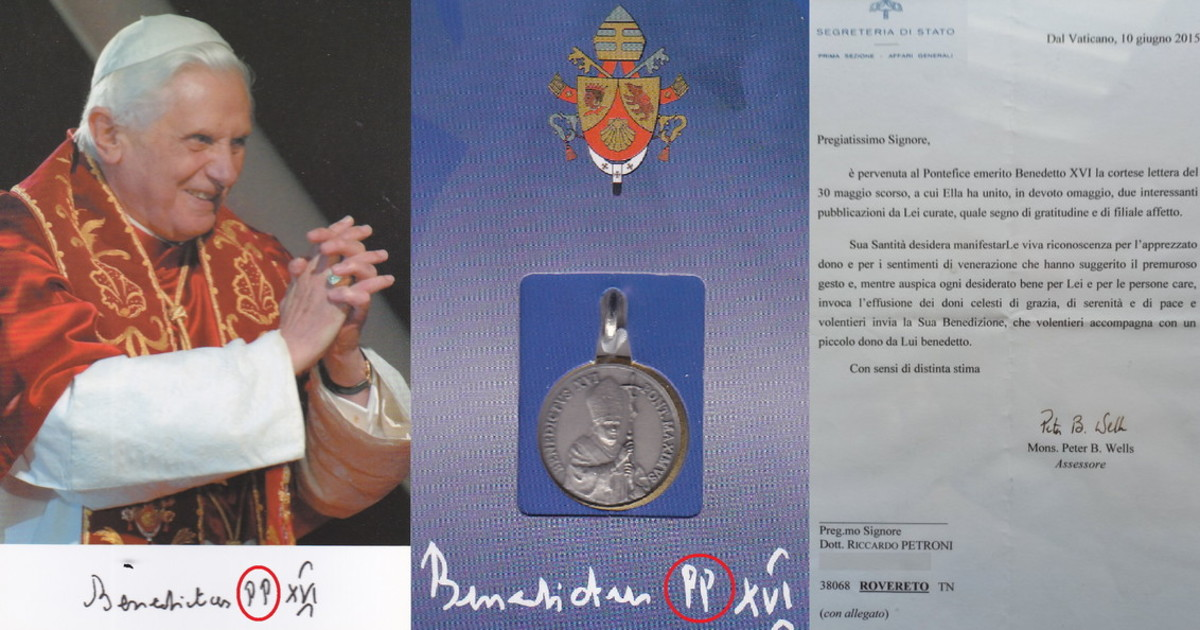 Benedictus PP XVI
BENEDICTVS XVI PONT. MAXIMVS
Benedictus PP XVI
SEGRETERIA DI STATO
PRIMA SEZIONE - AFFARI GENERALI
Dal Vaticano, 10 giugno 2015
Pregiatissimo Signore,
è pervenuta al Pontefice emerito Benedetto XVI la cortese lettera del
30 maggio scorso, a cui Ella ha unito, in devoto omaggio, due interessanti
pubblicazioni da Lei curate, quale segno di gratitudine e di filiale affetto.
Sua Santità desidera manifestarLe viva riconoscenza per l'apprezzato
dono e per i sentimenti di venerazione che hanno suggerito il premuroso
gesto e, mentre auspica ogni desiderato bene per Lei e per le persone care,
invoca l'effusione dei doni celesti di grazia, di serenità e di pace e
volentieri invia la Sua Benedizione, che volentieri accompagna con un
piccolo dono da Lui benedetto.
Con sensi di distinta stima
Peter B. Wells
Mons. Peter B. Wells
Assessore
Preg.mo Signore
Dott. RICCARDO PETRONI
38068 ROVERETO TN
(con allegato)